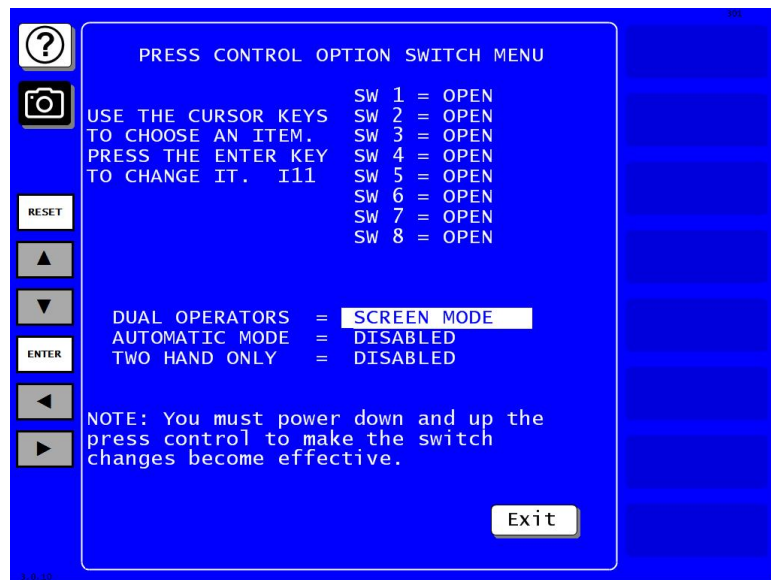 ?
PRESS CONTROL OPTION SWITCH MENU
SW 1 = OPEN
USE THE CURSOR KEYS SW 2 = OPEN
TO CHOOSE AN ITEM. SW 3 = OPEN
PRESS THE ENTER KEY SW 4 = OPEN
TO CHANGE IT. I11 SW 5 = OPEN
SW 6 = OPEN
SW 7 = OPEN
SW 8 = OPEN
RESET
DUAL OPERATORS = SCREEN MODE
AUTOMATIC MODE = DISABLED
TWO HAND ONLY = DISABLED
ENTER
NOTE: You must power down and up the
press control to make the switch
changes become effective.
Exit